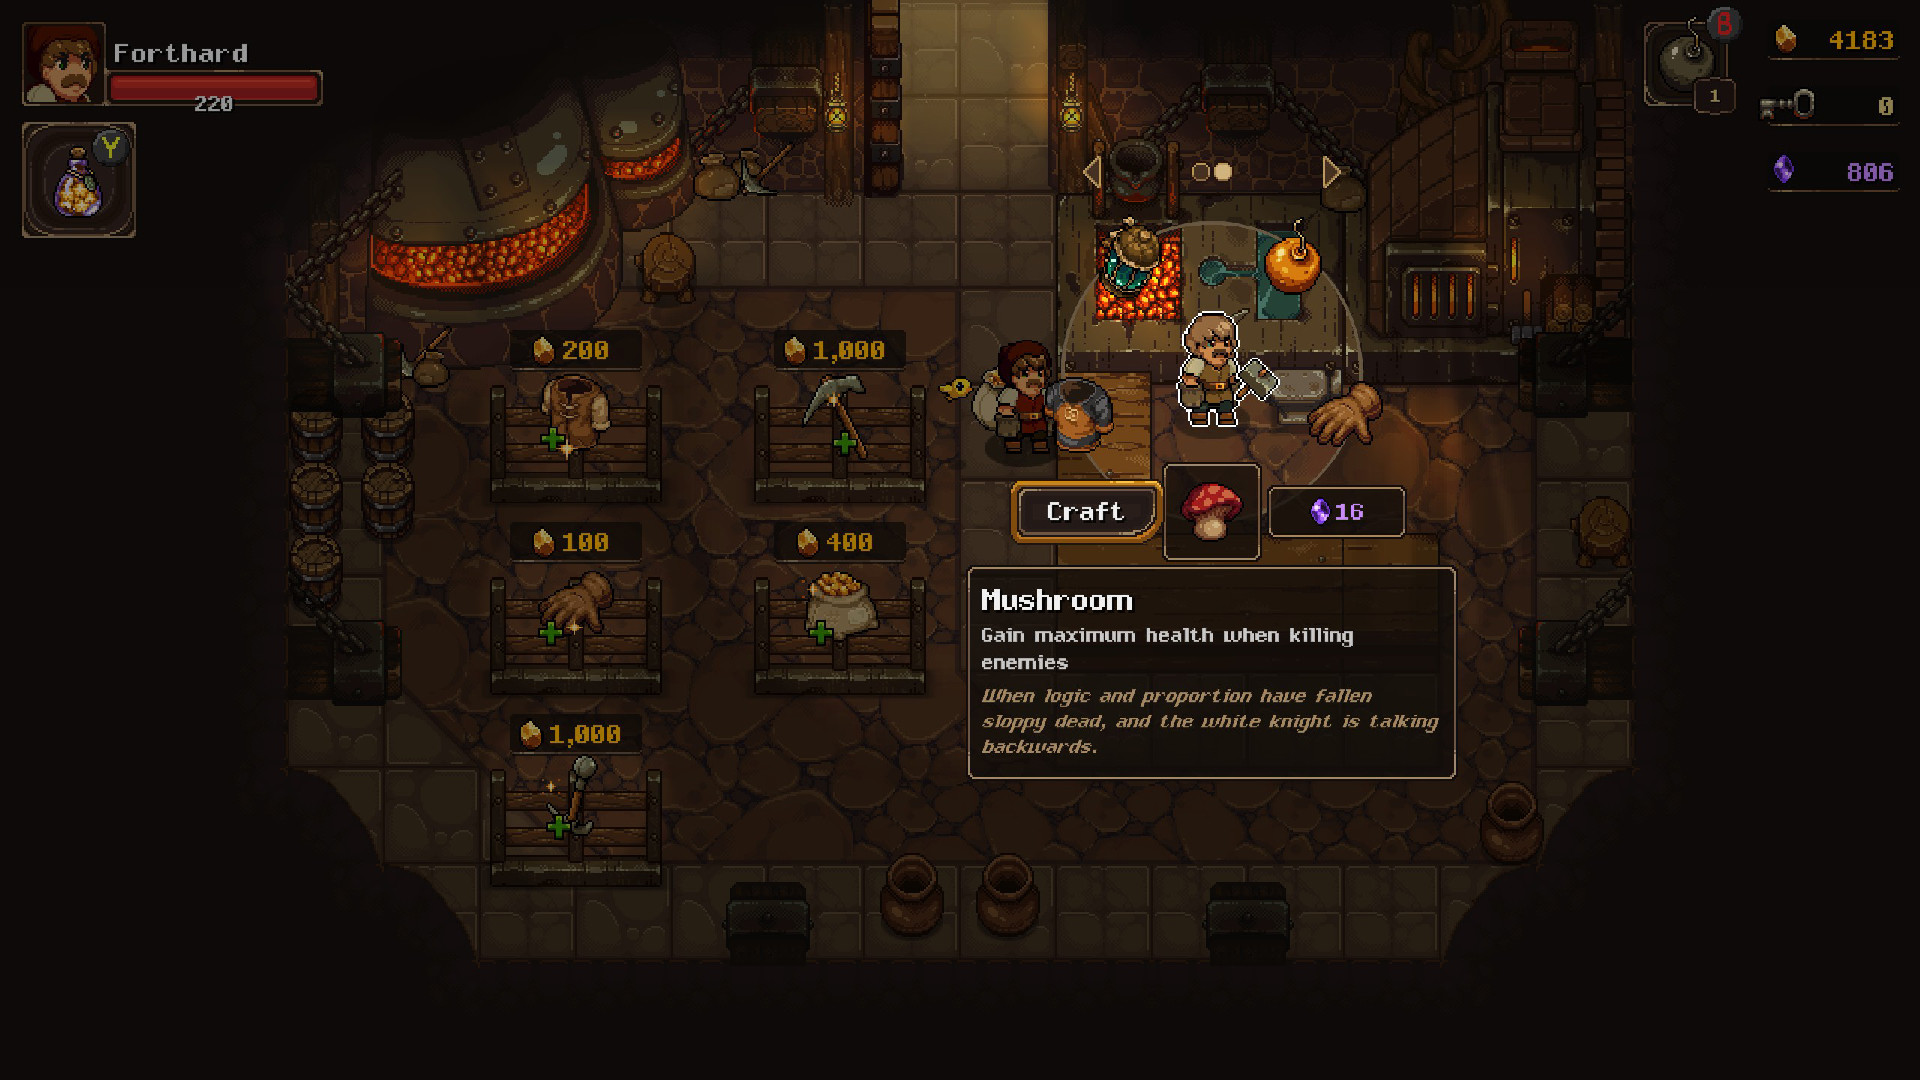 Forthard
220
Y
B
1
4183
0
806
200
1,000
100
400
1,000
Craft
16
Mushroom
Gain maximum health when killing
enemies
When logic and proportion have fallen
sloppy dead, and the white knight is talking
backwards.